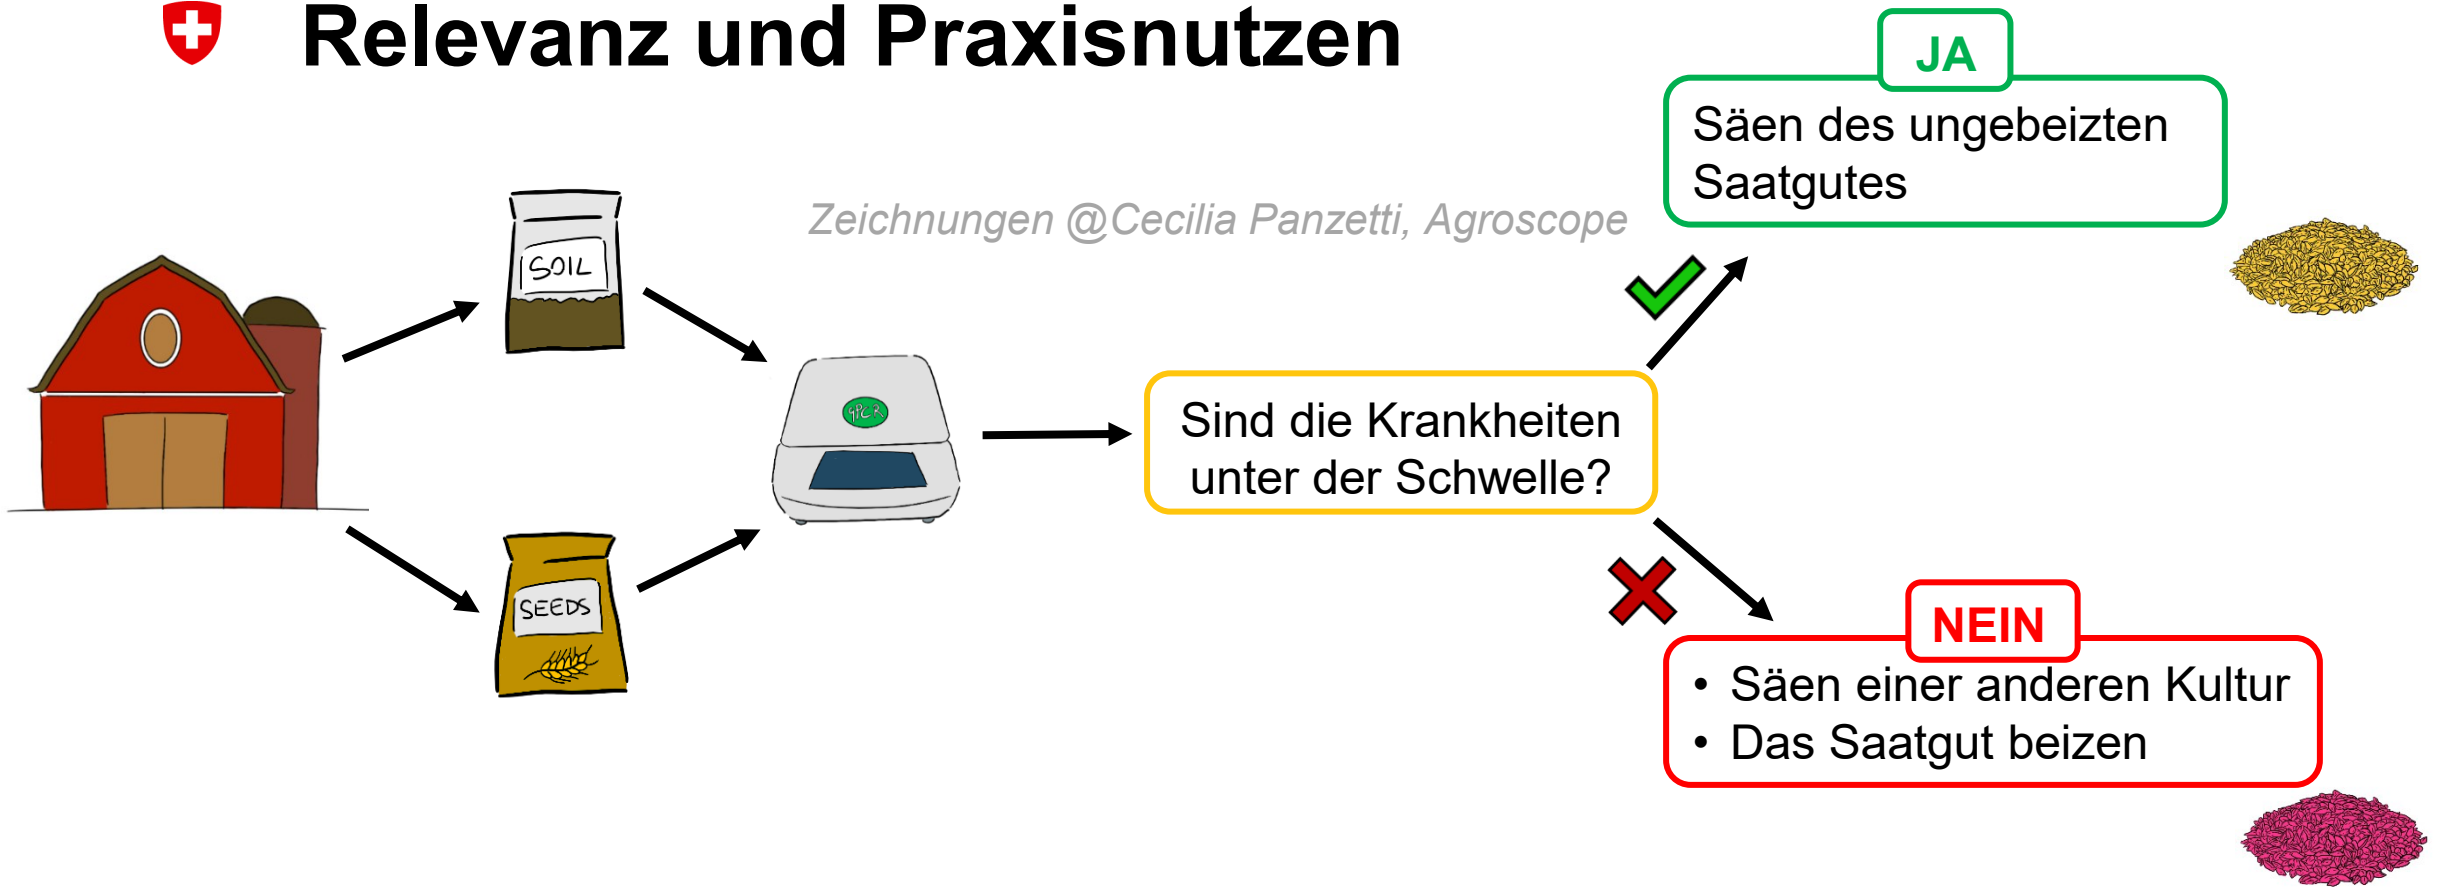 Relevanz und Praxisnutzen
JA
Säen des ungebeizten
Saatgutes
Zeichnungen @Cecilia Panzetti, Agroscope
SOIL
qPCR
Sind die Krankheiten
unter der Schwelle?
SEEDS
NEIN
• Säen einer anderen Kultur
• Das Saatgut beizen